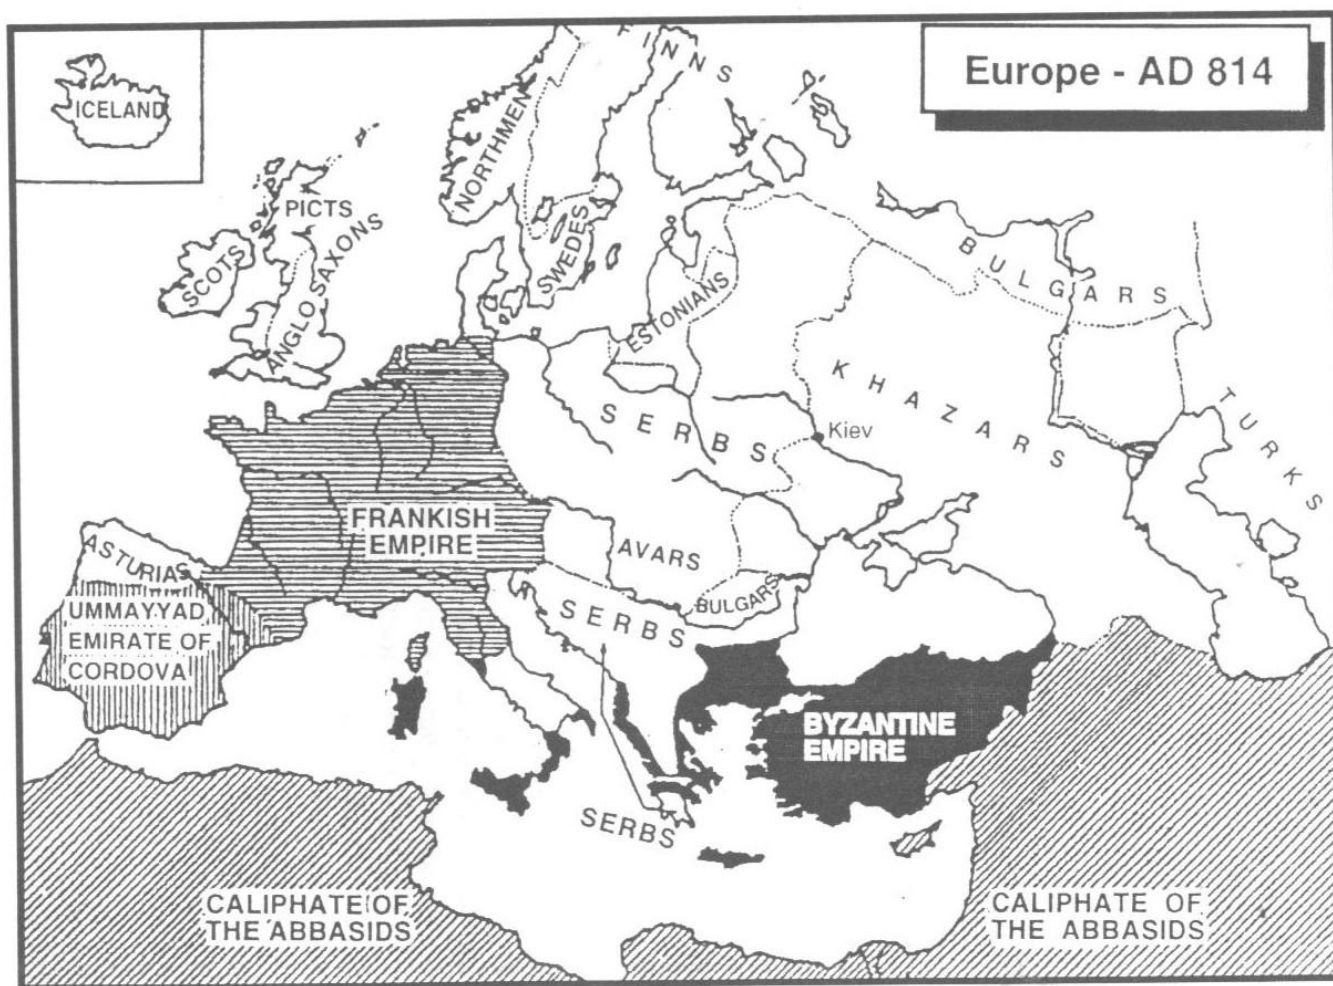 Europe - AD 814
ICELAND
FINNS
NORTHMEN
SWEDES
PICTS
SCOTS
ANGLO SAXONS
ESTONIANS
BULGARS
KHAZARS
TURKS
SERBS
Kiev
FRANKISH
EMPIRE
AVARS
BULGARS
SERBS
ASTURIAS
UMMAYYAD
EMIRATE OF
CORDOVA
BYZANTINE
EMPIRE
SERBS
CALIPHATE OF
THE ABBASIDS
CALIPHATE OF
THE ABBASIDS